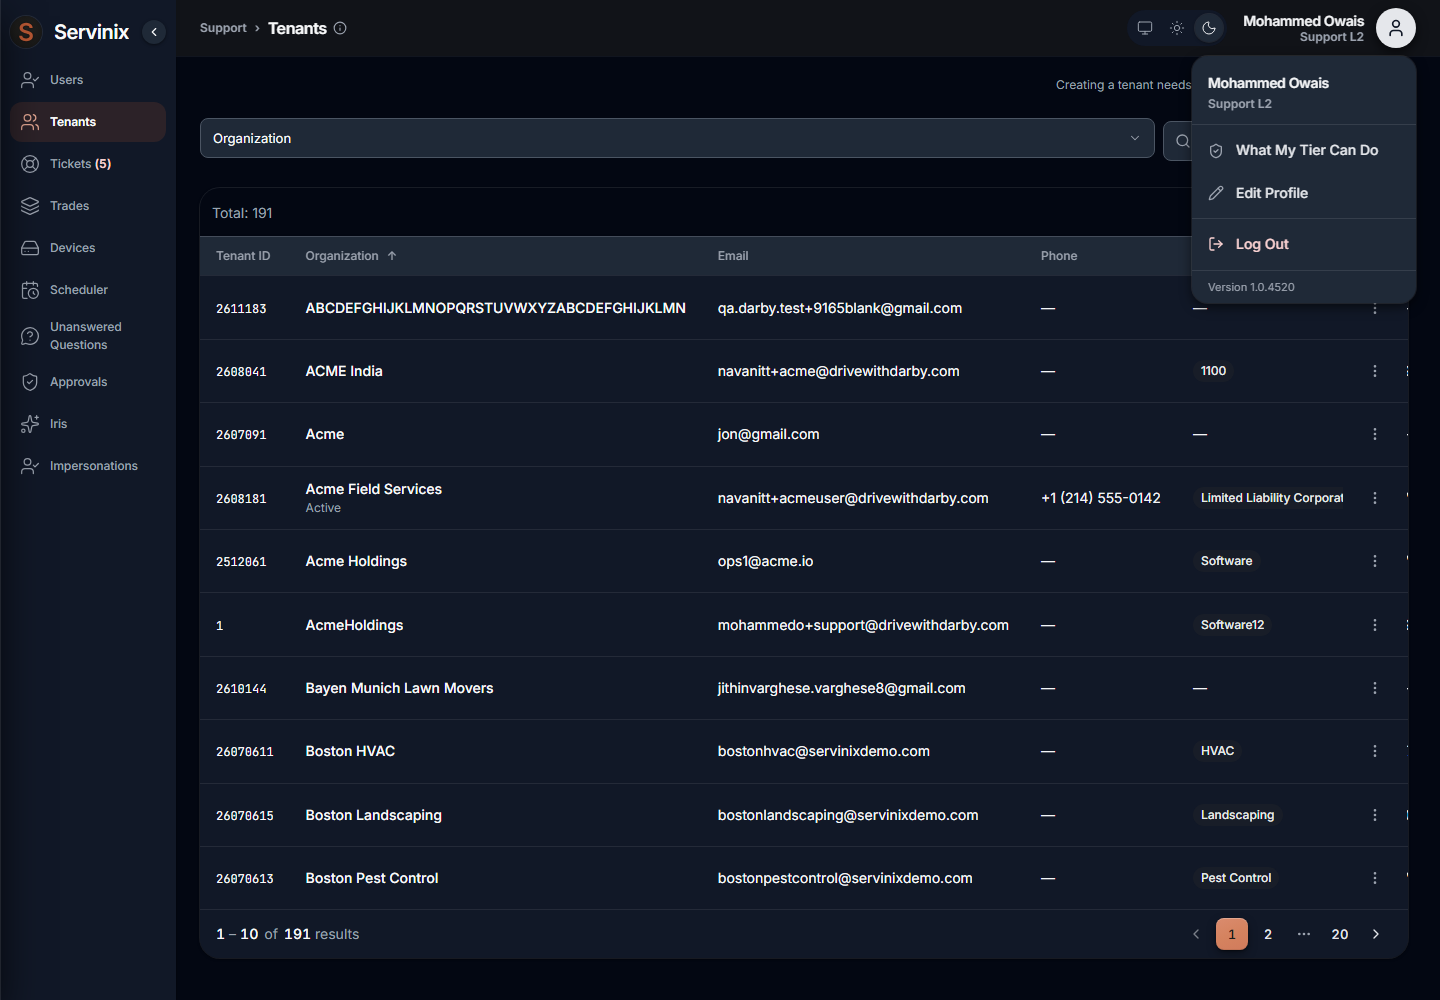 Servinix
Users
Tenants
Tickets (5)
Trades
Devices
Scheduler
Unanswered
Questions
Approvals
Iris
Impersonations
Support › Tenants
Mohammed Owais
Support L2
Creating a tenant needs
Mohammed Owais
Support L2
What My Tier Can Do
Edit Profile
Log Out
Version 1.0.4520
Organization
Total: 191
Tenant ID Organization Email Phone
2611183 ABCDEFGHIJKLMNOPQRSTUVWXYZABCDEFGHIJKLMN qa.darby.test+9165blank@gmail.com — —
2608041 ACME India navanitt+acme@drivewithdarby.com — 1100
2607091 Acme jon@gmail.com — —
2608181 Acme Field Services Active navanitt+acmeuser@drivewithdarby.com +1 (214) 555-0142 Limited Liability Corporat
2512061 Acme Holdings ops1@acme.io — Software
1 AcmeHoldings mohammedo+support@drivewithdarby.com — Software12
2610144 Bayen Munich Lawn Movers jithinvarghese.varghese8@gmail.com — —
26070611 Boston HVAC bostonhvac@servinixdemo.com — HVAC
26070615 Boston Landscaping bostonlandscaping@servinixdemo.com — Landscaping
26070613 Boston Pest Control bostonpestcontrol@servinixdemo.com — Pest Control
1 – 10 of 191 results
1 2 ··· 20